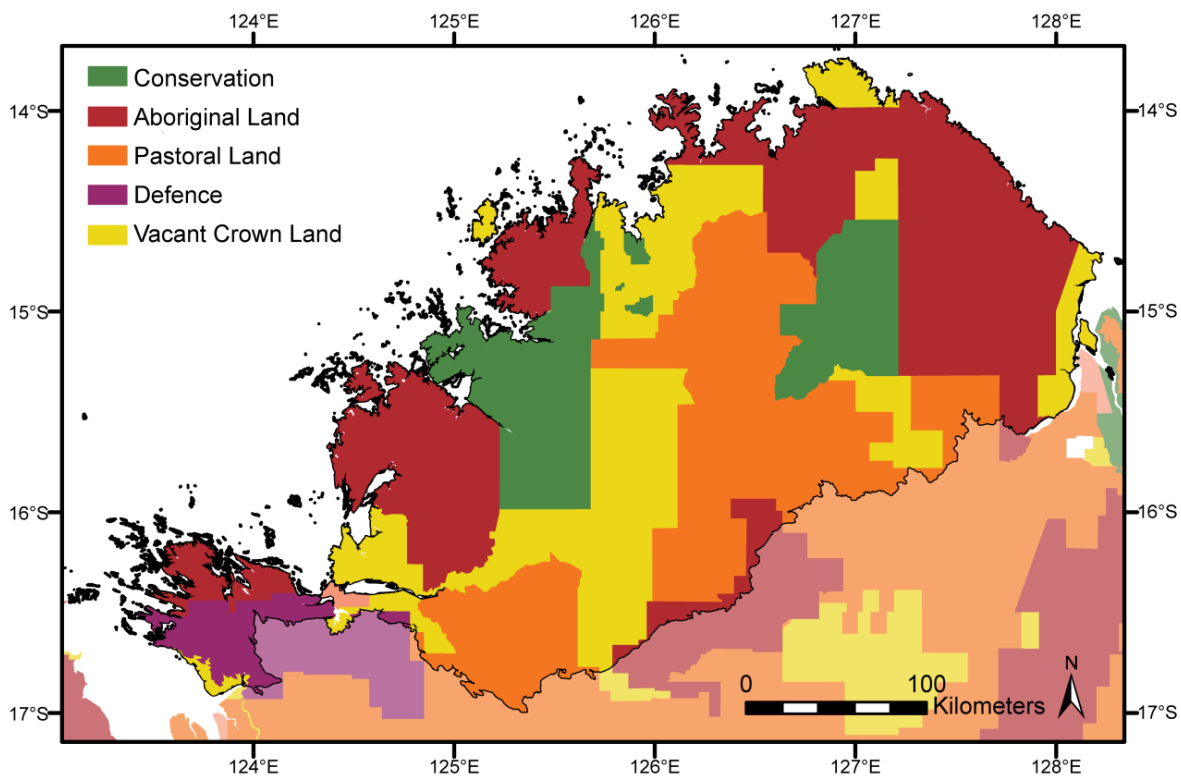 124°E 125°E 126°E 127°E 128°E
Conservation
Aboriginal Land
Pastoral Land
Defence
Vacant Crown Land
14°S 14°S
15°S 15°S
16°S 16°S
17°S 17°S
N
0 100
Kilometers
124°E 125°E 126°E 127°E 128°E